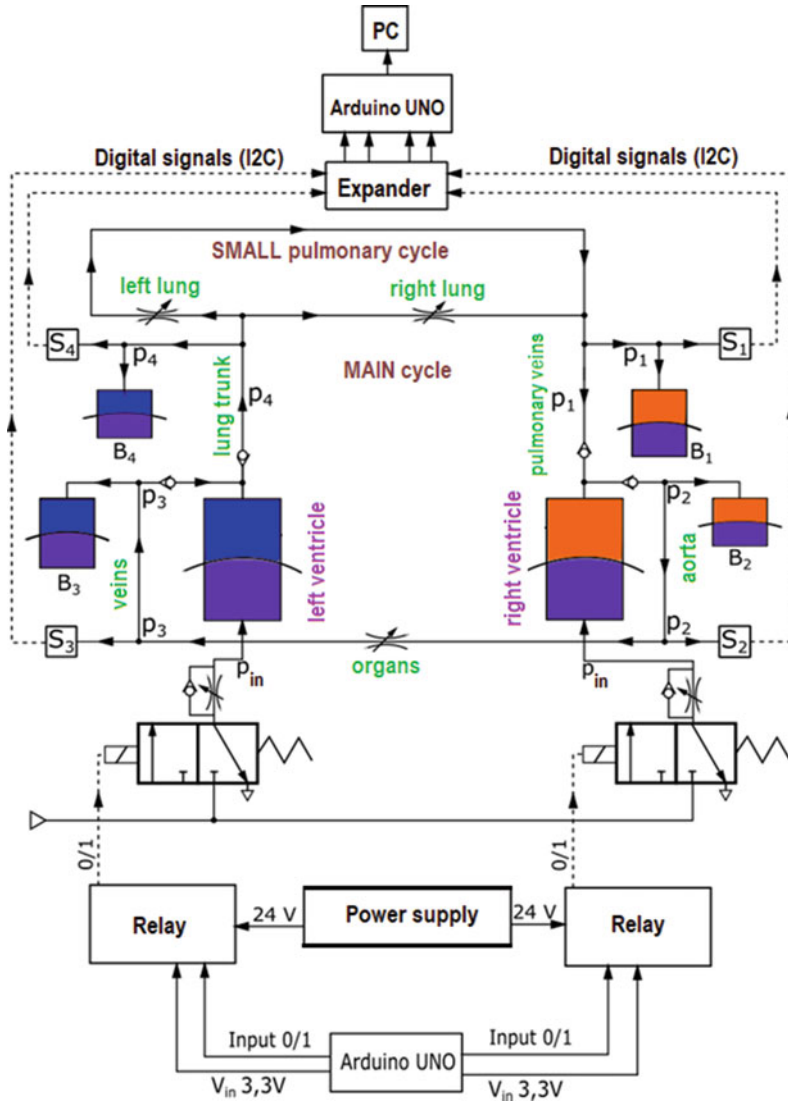 PC
Arduino UNO
Digital signals (I2C)
Digital signals (I2C)
Expander
SMALL pulmonary cycle
left lung
right lung
S4
p4
MAIN cycle
p1
S1
B4
lung trunk
p4
p1
pulmonary veins
B1
p3
p2
B3
veins
left ventricle
right ventricle
aorta
B2
S3
p3
p2
S2
organs
pin
pin
0/1
0/1
Relay
24 V
Power supply
24 V
Relay
Input 0/1
Arduino UNO
Input 0/1
Vin 3,3V
Vin 3,3V